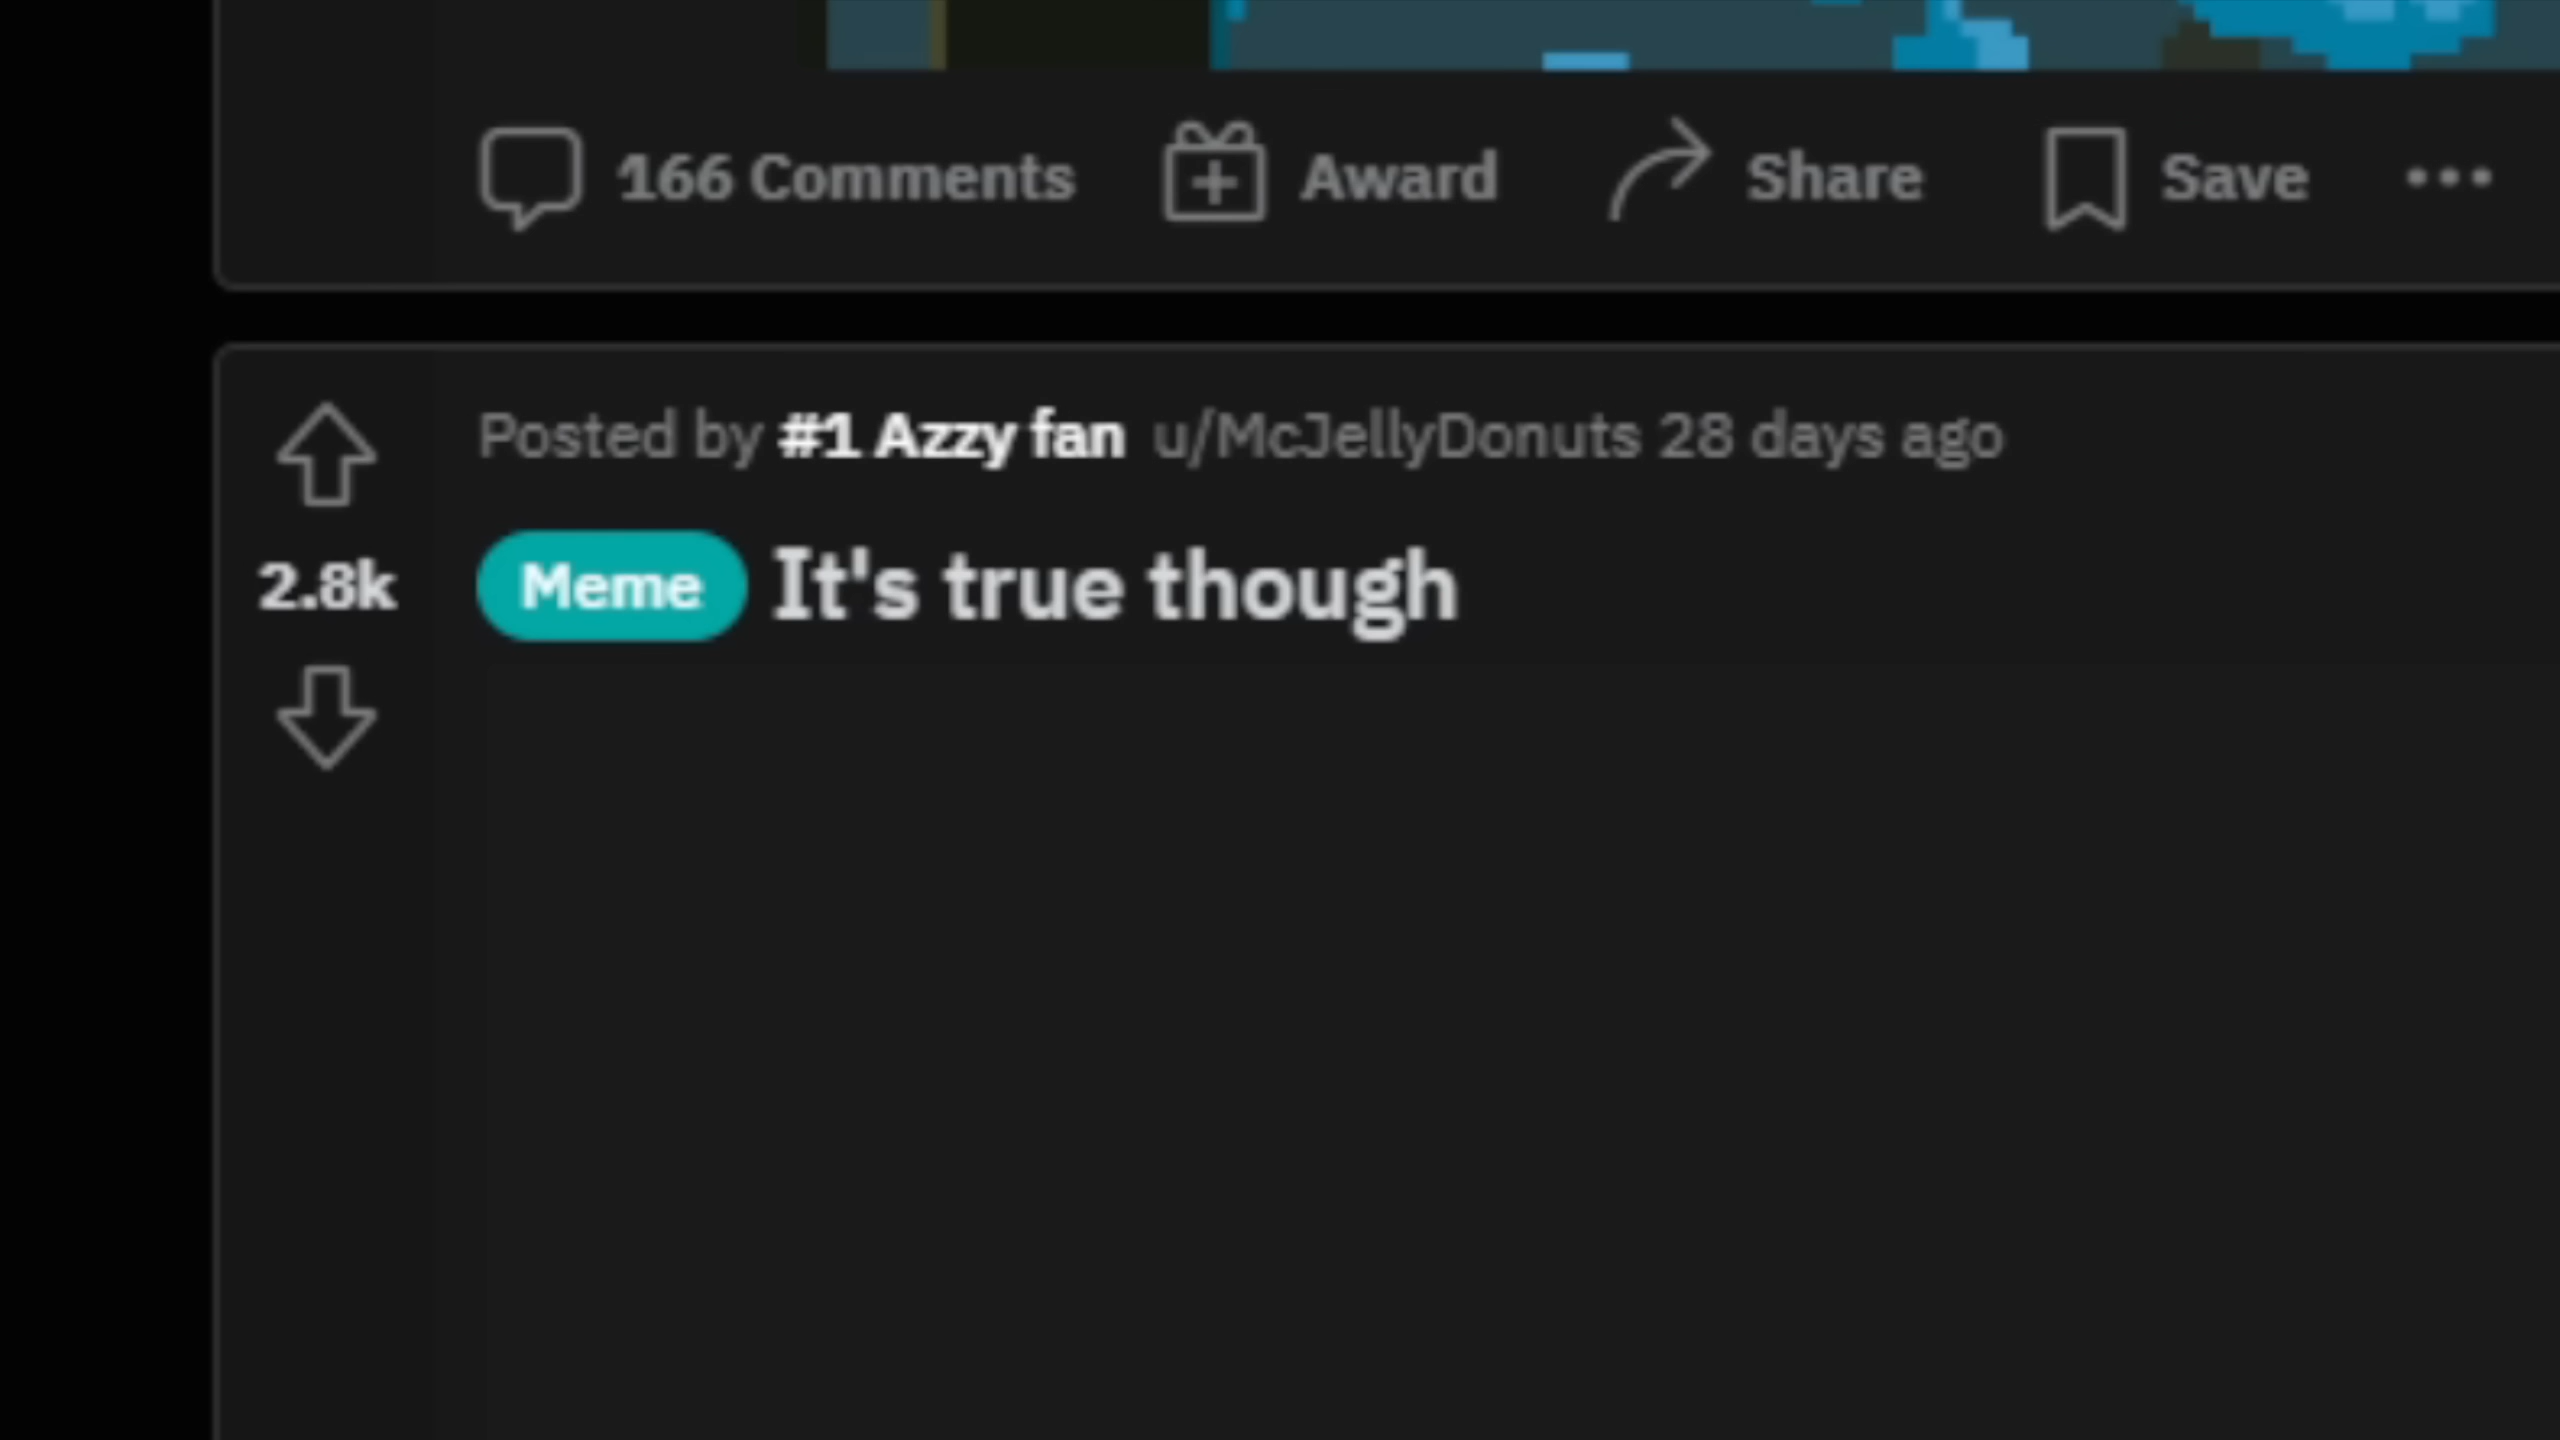 166 Comments Award Share Save
Posted by #1 Azzy fan u/McJellyDonuts 28 days ago
2.8k Meme It's true though